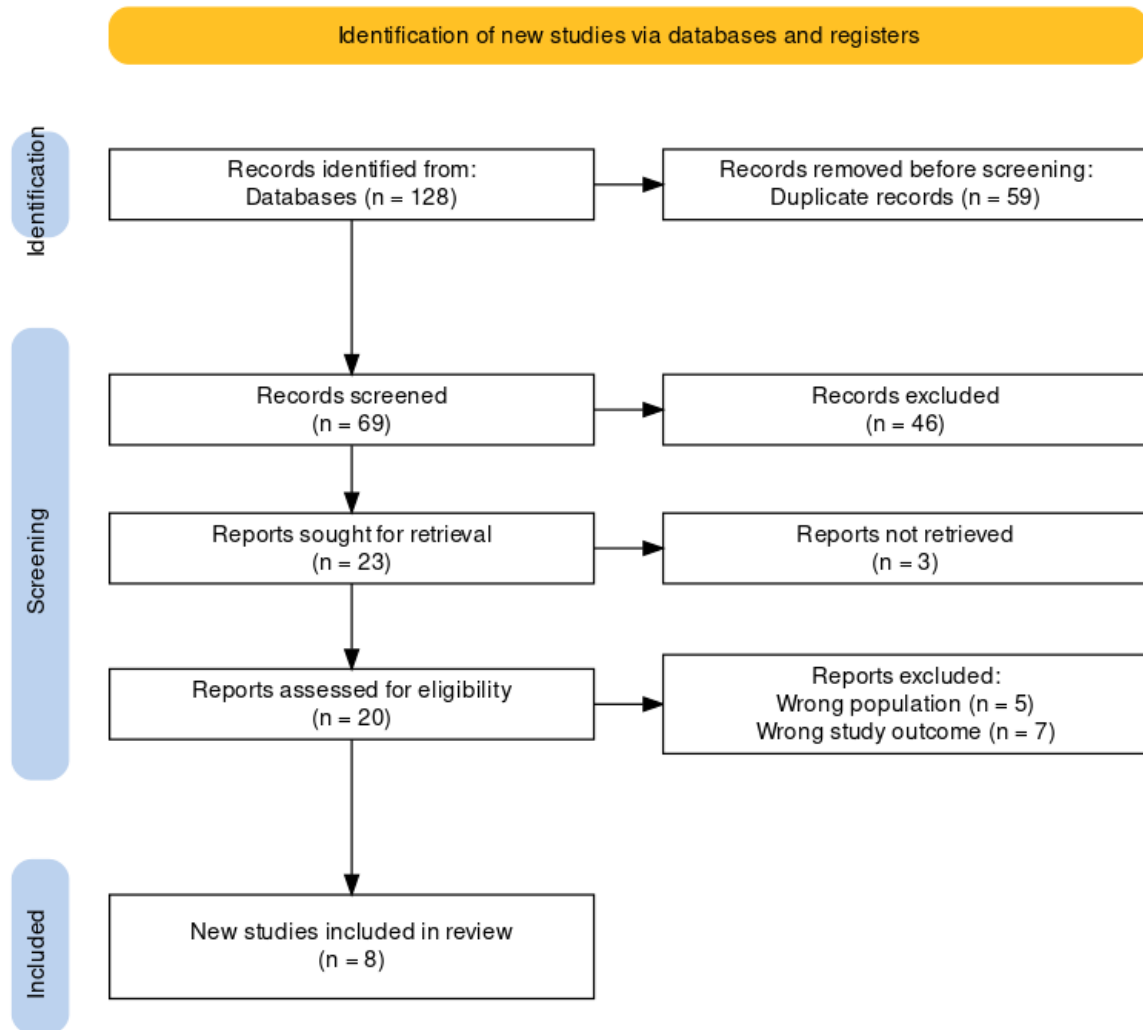 Identification of new studies via databases and registers
Identification
Records identified from:
Databases (n = 128)
Records removed before screening:
Duplicate records (n = 59)
Screening
Records screened
(n = 69)
Records excluded
(n = 46)
Reports sought for retrieval
(n = 23)
Reports not retrieved
(n = 3)
Reports assessed for eligibility
(n = 20)
Reports excluded:
Wrong population (n = 5)
Wrong study outcome (n = 7)
Included
New studies included in review
(n = 8)